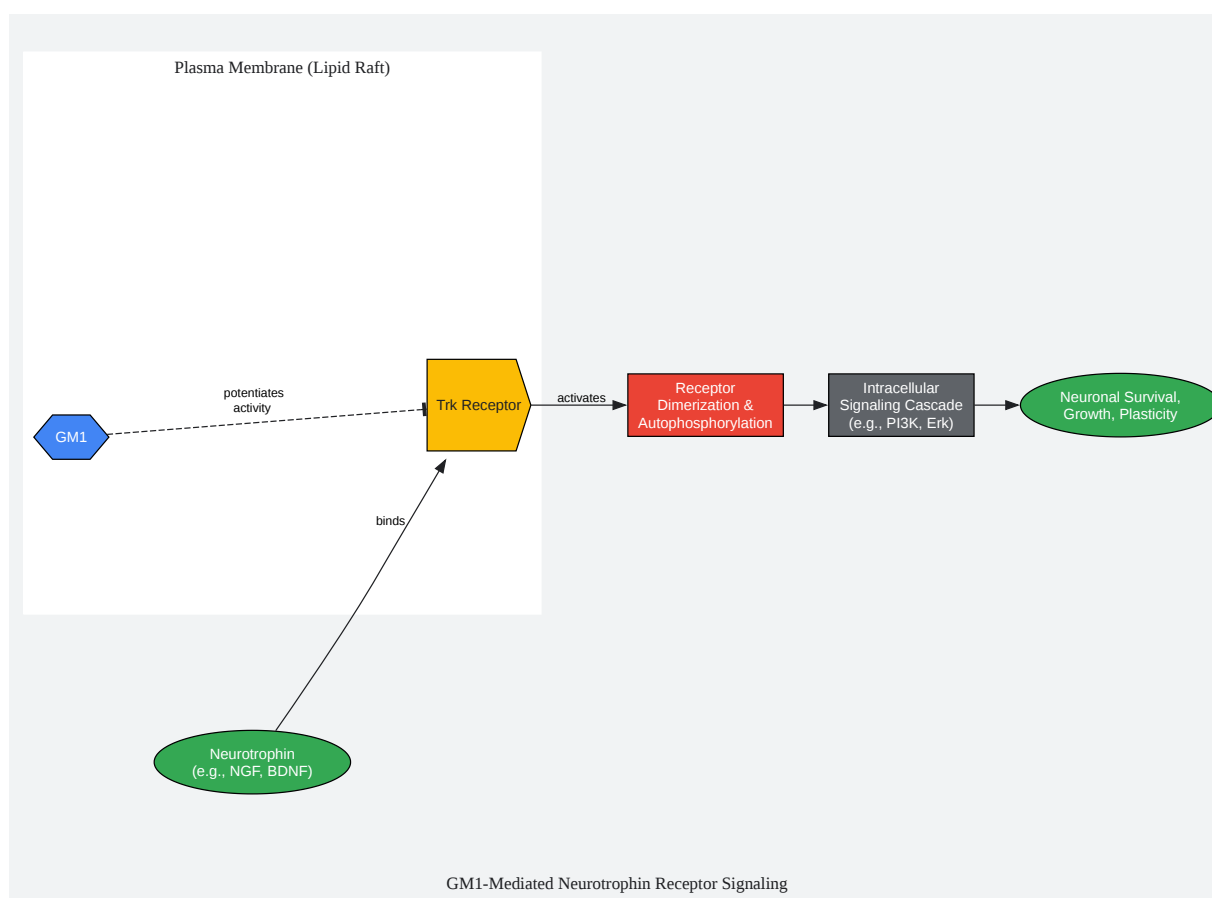 Plasma Membrane (Lipid Raft)
potentiates
activity
GM1
Trk Receptor
binds
activates
Receptor
Dimerization &
Autophosphorylation
Intracellular
Signaling Cascade
(e.g., PI3K, Erk)
Neuronal Survival,
Growth, Plasticity
Neurotrophin
(e.g., NGF, BDNF)
GM1-Mediated Neurotrophin Receptor Signaling